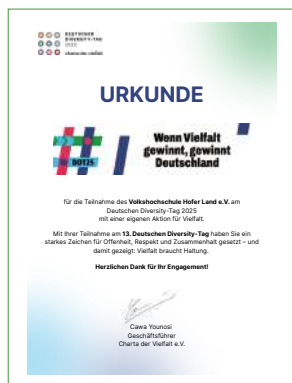 DEUTSCHER
DIVERSITY-TAG
2025
charta der vielfalt
URKUNDE
DDT25
Wenn Vielfalt
gewinnt, gewinnt
Deutschland
für die Teilnahme des Volkshochschule Hofer Land e.V. am
Deutschen Diversity-Tag 2025
mit einer eigenen Aktion für Vielfalt.
Mit Ihrer Teilnahme am 13. Deutschen Diversity-Tag haben Sie ein
starkes Zeichen für Offenheit, Respekt und Zusammenhalt gesetzt – und
damit gezeigt: Vielfalt braucht Haltung.
Herzlichen Dank für Ihr Engagement!
Cawa Younosi
Geschäftsführer
Charta der Vielfalt e.V.